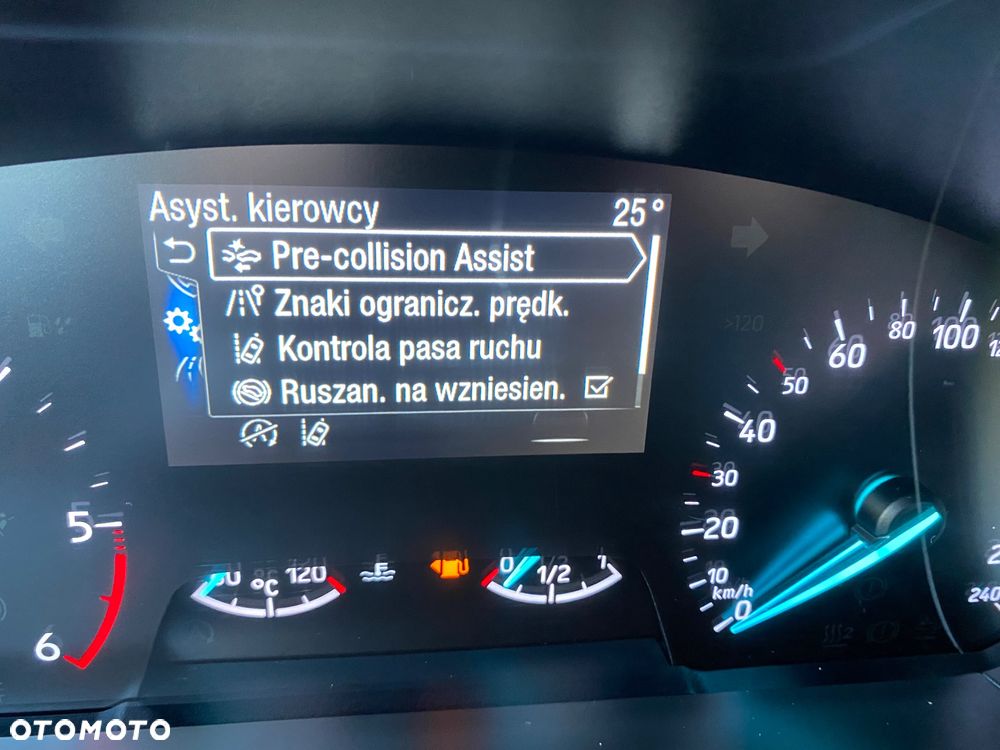 Asyst. kierowcy 25°
Pre-collision Assist
Znaki ogranicz. prędk.
Kontrola pasa ruchu
Ruszan. na wzniesien.
>120
5
6
°C
120
0
1/2
1
0
km/h
10
20
30
40
50
60
80
100
240
OTOMOTO